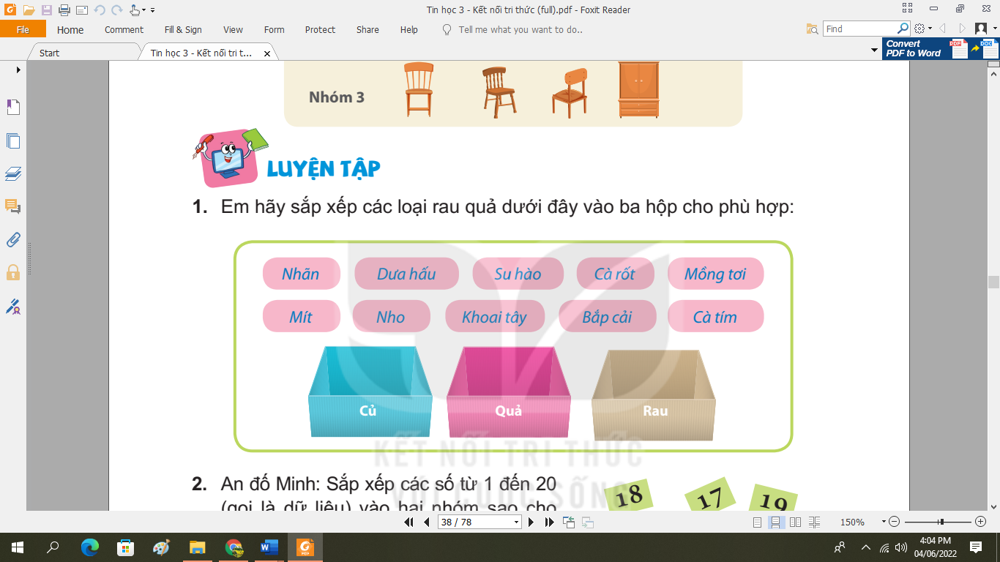 Tin học 3 - Kết nối tri thức (full).pdf - Foxit Reader
File Home Comment Fill & Sign View Form Protect Share Help Tell me what you want to do.. Find
Start Tin học 3 - Kết nối tri t... x
Convert
PDF to Word
PDF DOC
Nhóm 3
LUYỆN TẬP
1. Em hãy sắp xếp các loại rau quả dưới đây vào ba hộp cho phù hợp:
Nhãn Dưa hấu Su hào Cà rốt Mồng tơi
Mít Nho Khoai tây Bắp cải Cà tím
Củ Quả Rau
KẾT NỐI TRI THỨC
VỚI CUỘC SỐNG
2. An đố Minh: Sắp xếp các số từ 1 đến 20
(gọi là dữ liệu) vào hai nhóm sao cho
18 17 19
38 / 78
150%
4:04 PM
04/06/2022